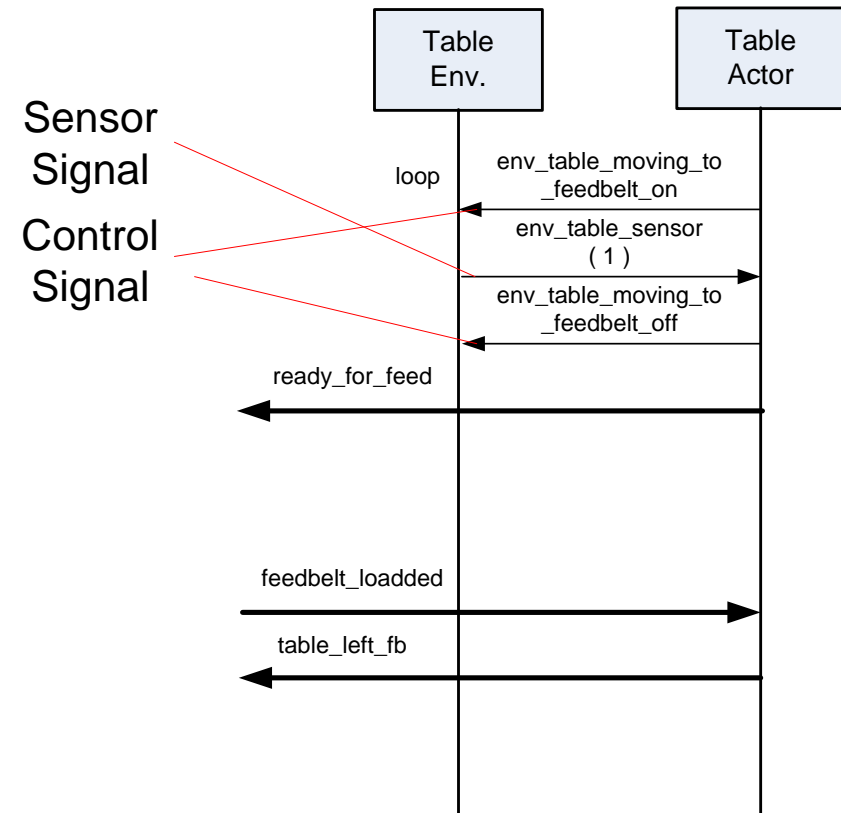 Table
Env.
Table
Actor
Sensor
Signal
Control
Signal
loop
env_table_moving_to
_feedbelt_on
env_table_sensor
( 1 )
env_table_moving_to
_feedbelt_off
ready_for_feed
feedbelt_loadded
table_left_fb